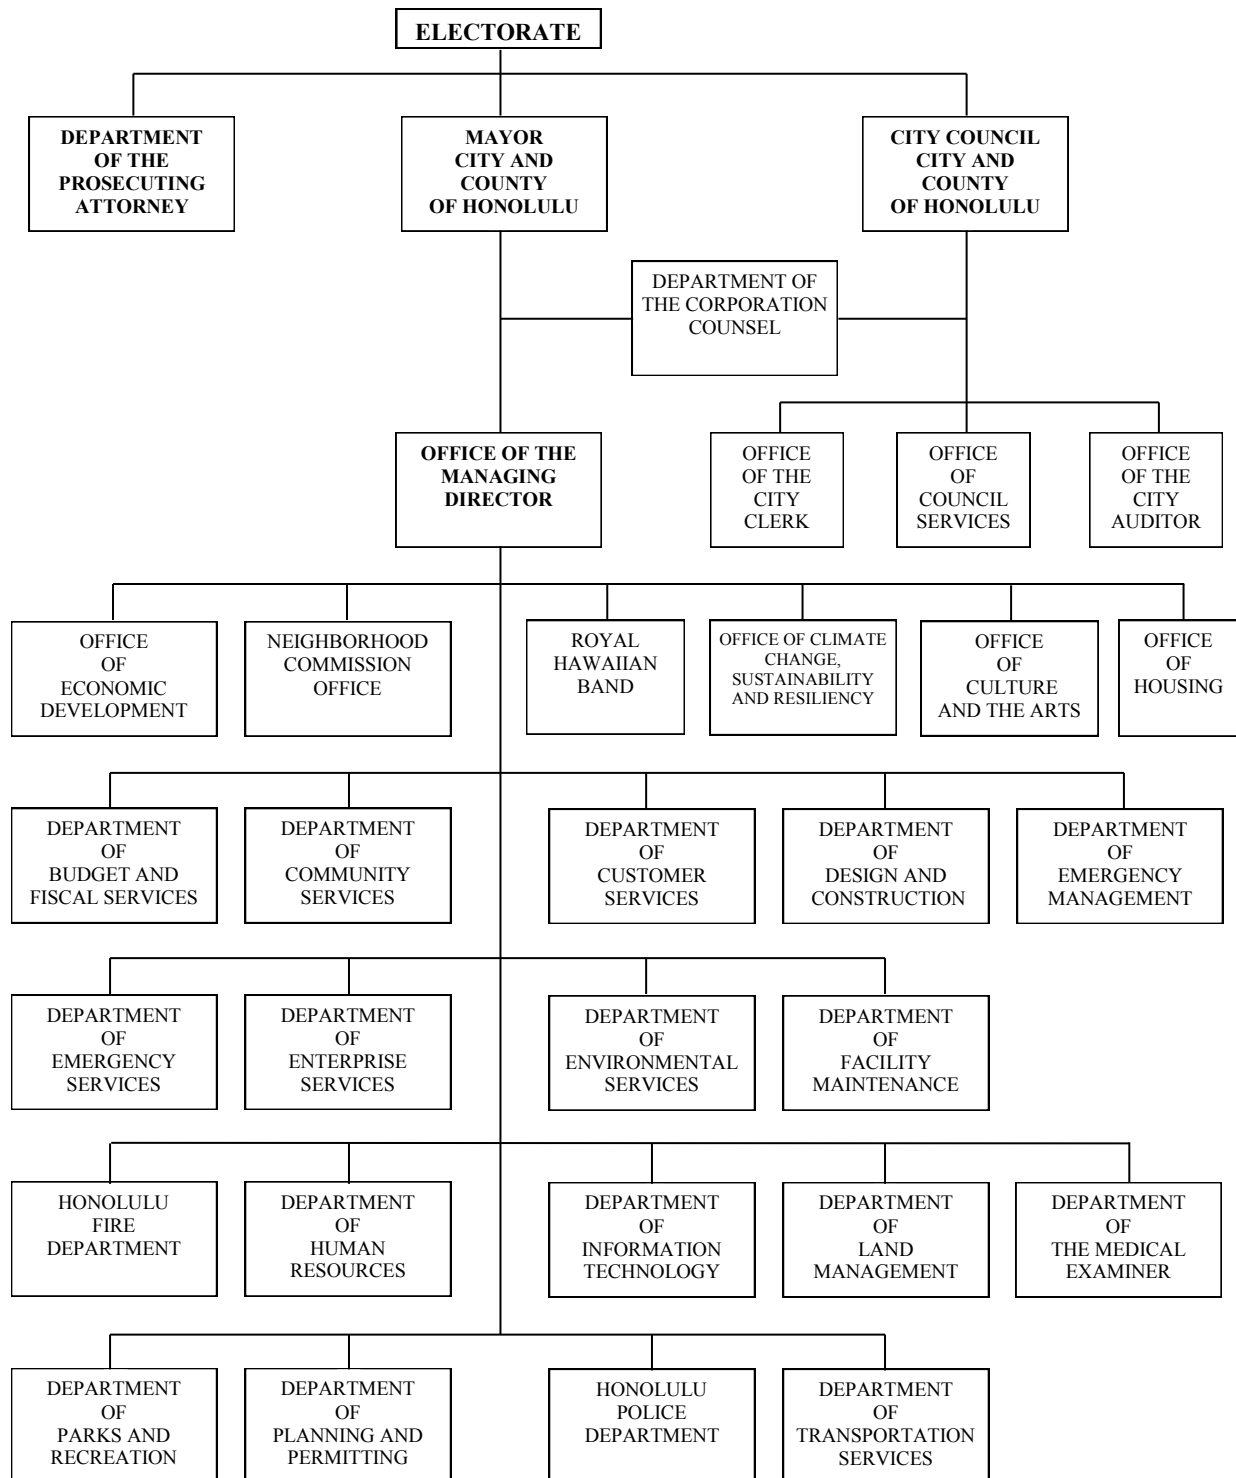 ELECTORATE
DEPARTMENT
OF THE
PROSECUTING
ATTORNEY
MAYOR
CITY AND
COUNTY
OF HONOLULU
CITY COUNCIL
CITY AND
COUNTY
OF HONOLULU
DEPARTMENT OF
THE CORPORATION
COUNSEL
OFFICE OF THE
MANAGING
DIRECTOR
OFFICE
OF THE
CITY
CLERK
OFFICE
OF
COUNCIL
SERVICES
OFFICE
OF THE
CITY
AUDITOR
OFFICE
OF
ECONOMIC
DEVELOPMENT
NEIGHBORHOOD
COMMISSION
OFFICE
ROYAL
HAWAIIAN
BAND
OFFICE OF CLIMATE
CHANGE,
SUSTAINABILITY
AND RESILIENCY
OFFICE
OF
CULTURE
AND THE ARTS
OFFICE
OF
HOUSING
DEPARTMENT
OF
BUDGET AND
FISCAL SERVICES
DEPARTMENT
OF
COMMUNITY
SERVICES
DEPARTMENT
OF
CUSTOMER
SERVICES
DEPARTMENT
OF
DESIGN AND
CONSTRUCTION
DEPARTMENT
OF
EMERGENCY
MANAGEMENT
DEPARTMENT
OF
EMERGENCY
SERVICES
DEPARTMENT
OF
ENTERPRISE
SERVICES
DEPARTMENT
OF
ENVIRONMENTAL
SERVICES
DEPARTMENT
OF
FACILITY
MAINTENANCE
HONOLULU
FIRE
DEPARTMENT
DEPARTMENT
OF
HUMAN
RESOURCES
DEPARTMENT
OF
INFORMATION
TECHNOLOGY
DEPARTMENT
OF
LAND
MANAGEMENT
DEPARTMENT
OF
THE MEDICAL
EXAMINER
DEPARTMENT
OF
PARKS AND
RECREATION
DEPARTMENT
OF
PLANNING AND
PERMITTING
HONOLULU
POLICE
DEPARTMENT
DEPARTMENT
OF
TRANSPORTATION
SERVICES